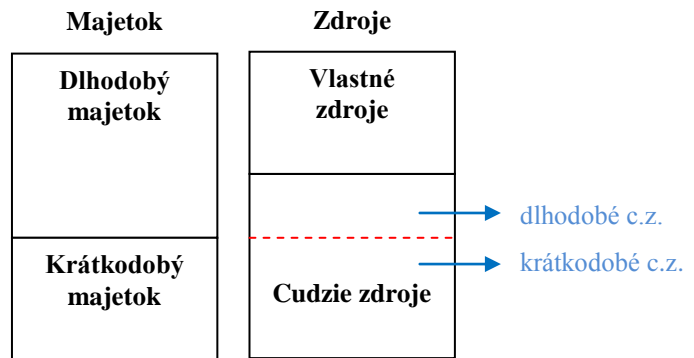 Majetok
Zdroje
Dlhodobý
majetok
Vlastné
zdroje
dlhodobé c.z.
Krátkodobý
majetok
krátkodobé c.z.
Cudzie zdroje